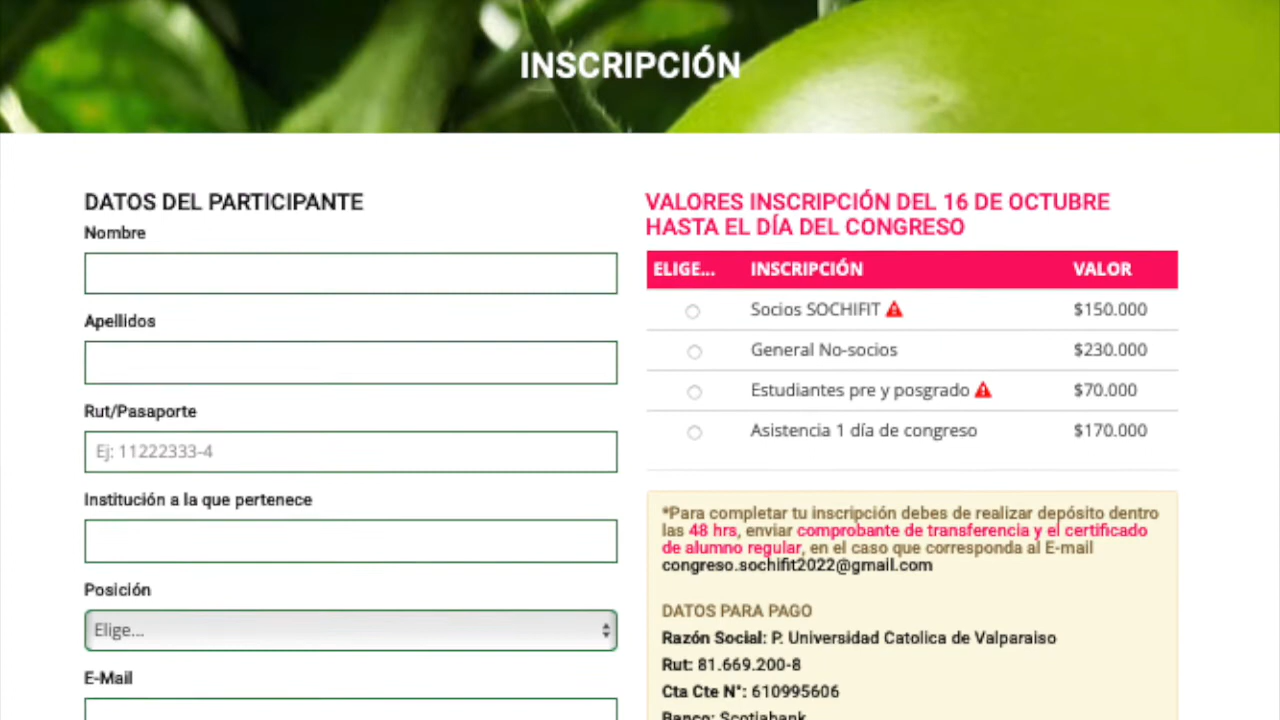 INSCRIPCIÓN
DATOS DEL PARTICIPANTE
Nombre
Apellidos
Rut/Pasaporte
Ej: 11222333-4
Institución a la que pertenece
Posición
Elige...
E-Mail
VALORES INSCRIPCIÓN DEL 16 DE OCTUBRE
HASTA EL DÍA DEL CONGRESO
ELIGE... INSCRIPCIÓN VALOR
Socios SOCHIFIT $150.000
General No-socios $230.000
Estudiantes pre y posgrado $70.000
Asistencia 1 día de congreso $170.000
*Para completar tu inscripción debes de realizar depósito dentro
las 48 hrs, enviar comprobante de transferencia y el certificado
de alumno regular, en el caso que corresponda al E-mail
congreso.sochifit2022@gmail.com
DATOS PARA PAGO
Razón Social: P. Universidad Catolica de Valparaiso
Rut: 81.669.200-8
Cta Cte N°: 610995606
Banco: Scotiabank